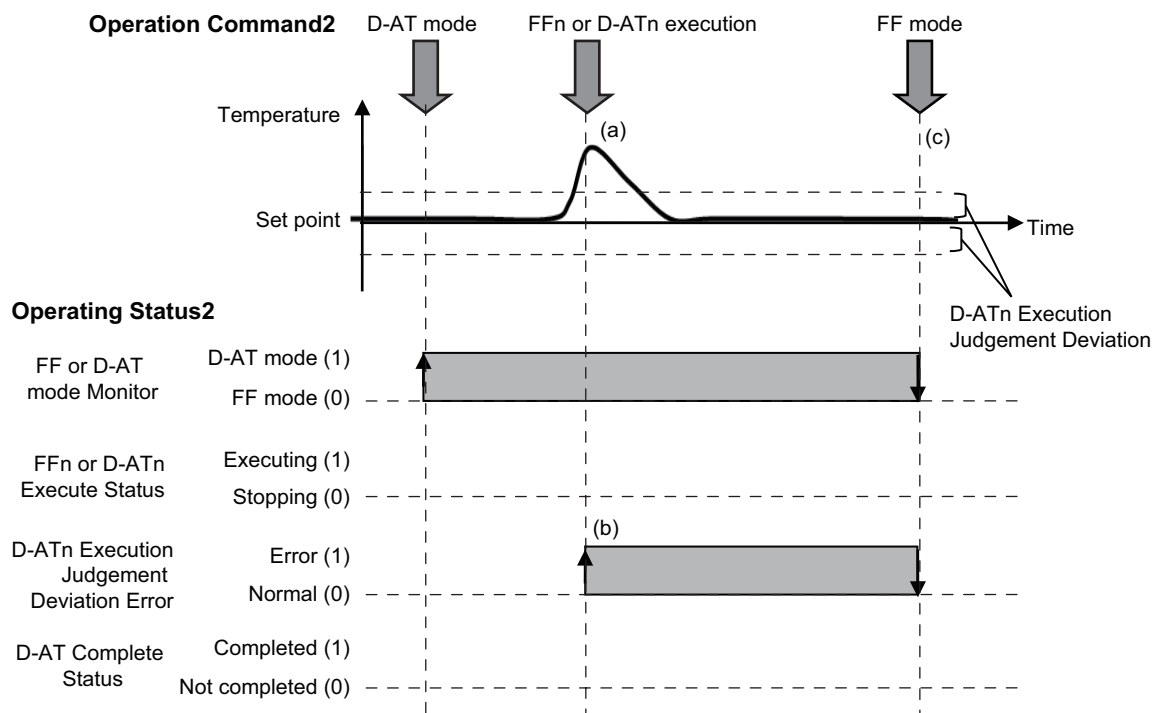 Operation Command2
D-AT mode
FFn or D-ATn execution
FF mode
Temperature
(a)
(c)
Set point
Time
D-ATn Execution
Judgement Deviation
Operating Status2
FF or D-AT
mode Monitor
D-AT mode (1)
FF mode (0)
FFn or D-ATn
Execute Status
Executing (1)
Stopping (0)
(b)
D-ATn Execution
Judgement
Deviation Error
Error (1)
Normal (0)
D-AT Complete
Status
Completed (1)
Not completed (0)